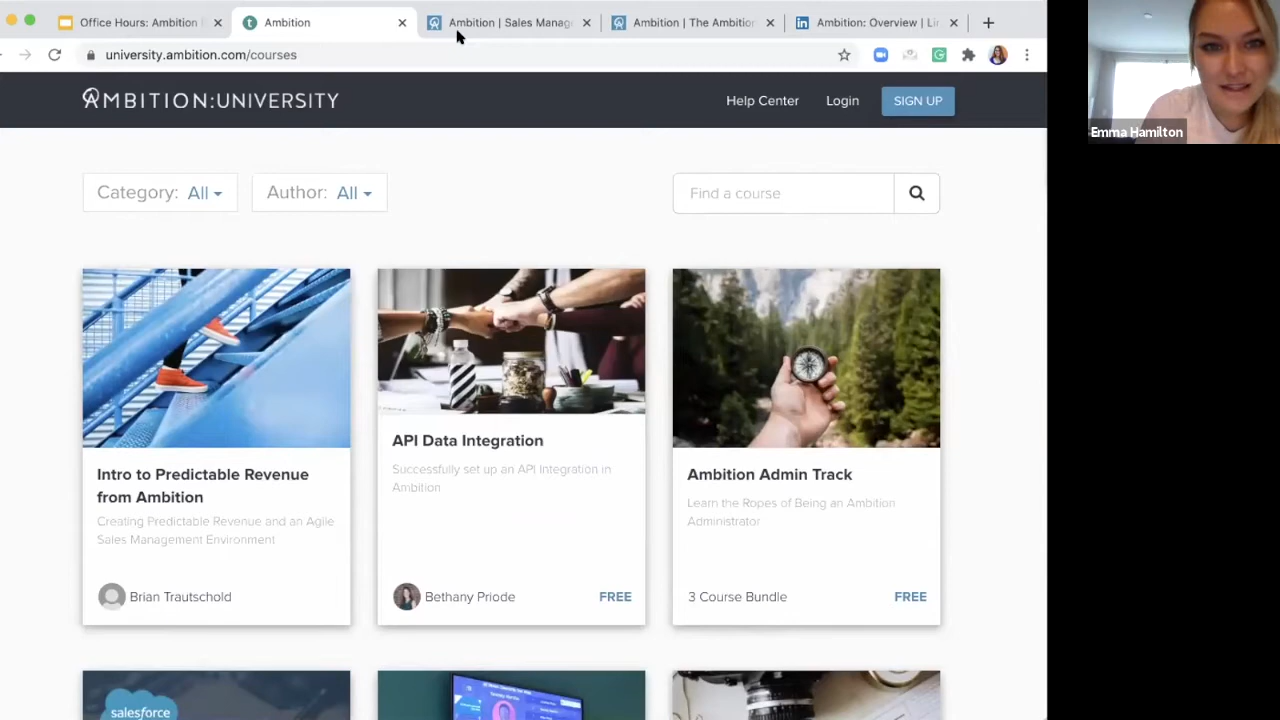 Office Hours: Ambition
Ambition
Ambition | Sales Manag
Ambition | The Ambition
Ambition: Overview | Li
university.ambition.com/courses
AMBITION:UNIVERSITY
Help Center
Login
SIGN UP
Emma Hamilton
Category: All
Author: All
Find a course
Intro to Predictable Revenue
from Ambition
Creating Predictable Revenue and an Agile
Sales Management Environment
Brian Trautschold
API Data Integration
Successfully set up an API Integration in
Ambition
Bethany Priode
FREE
Ambition Admin Track
Learn the Ropes of Being an Ambition
Administrator
3 Course Bundle
FREE
salesforce